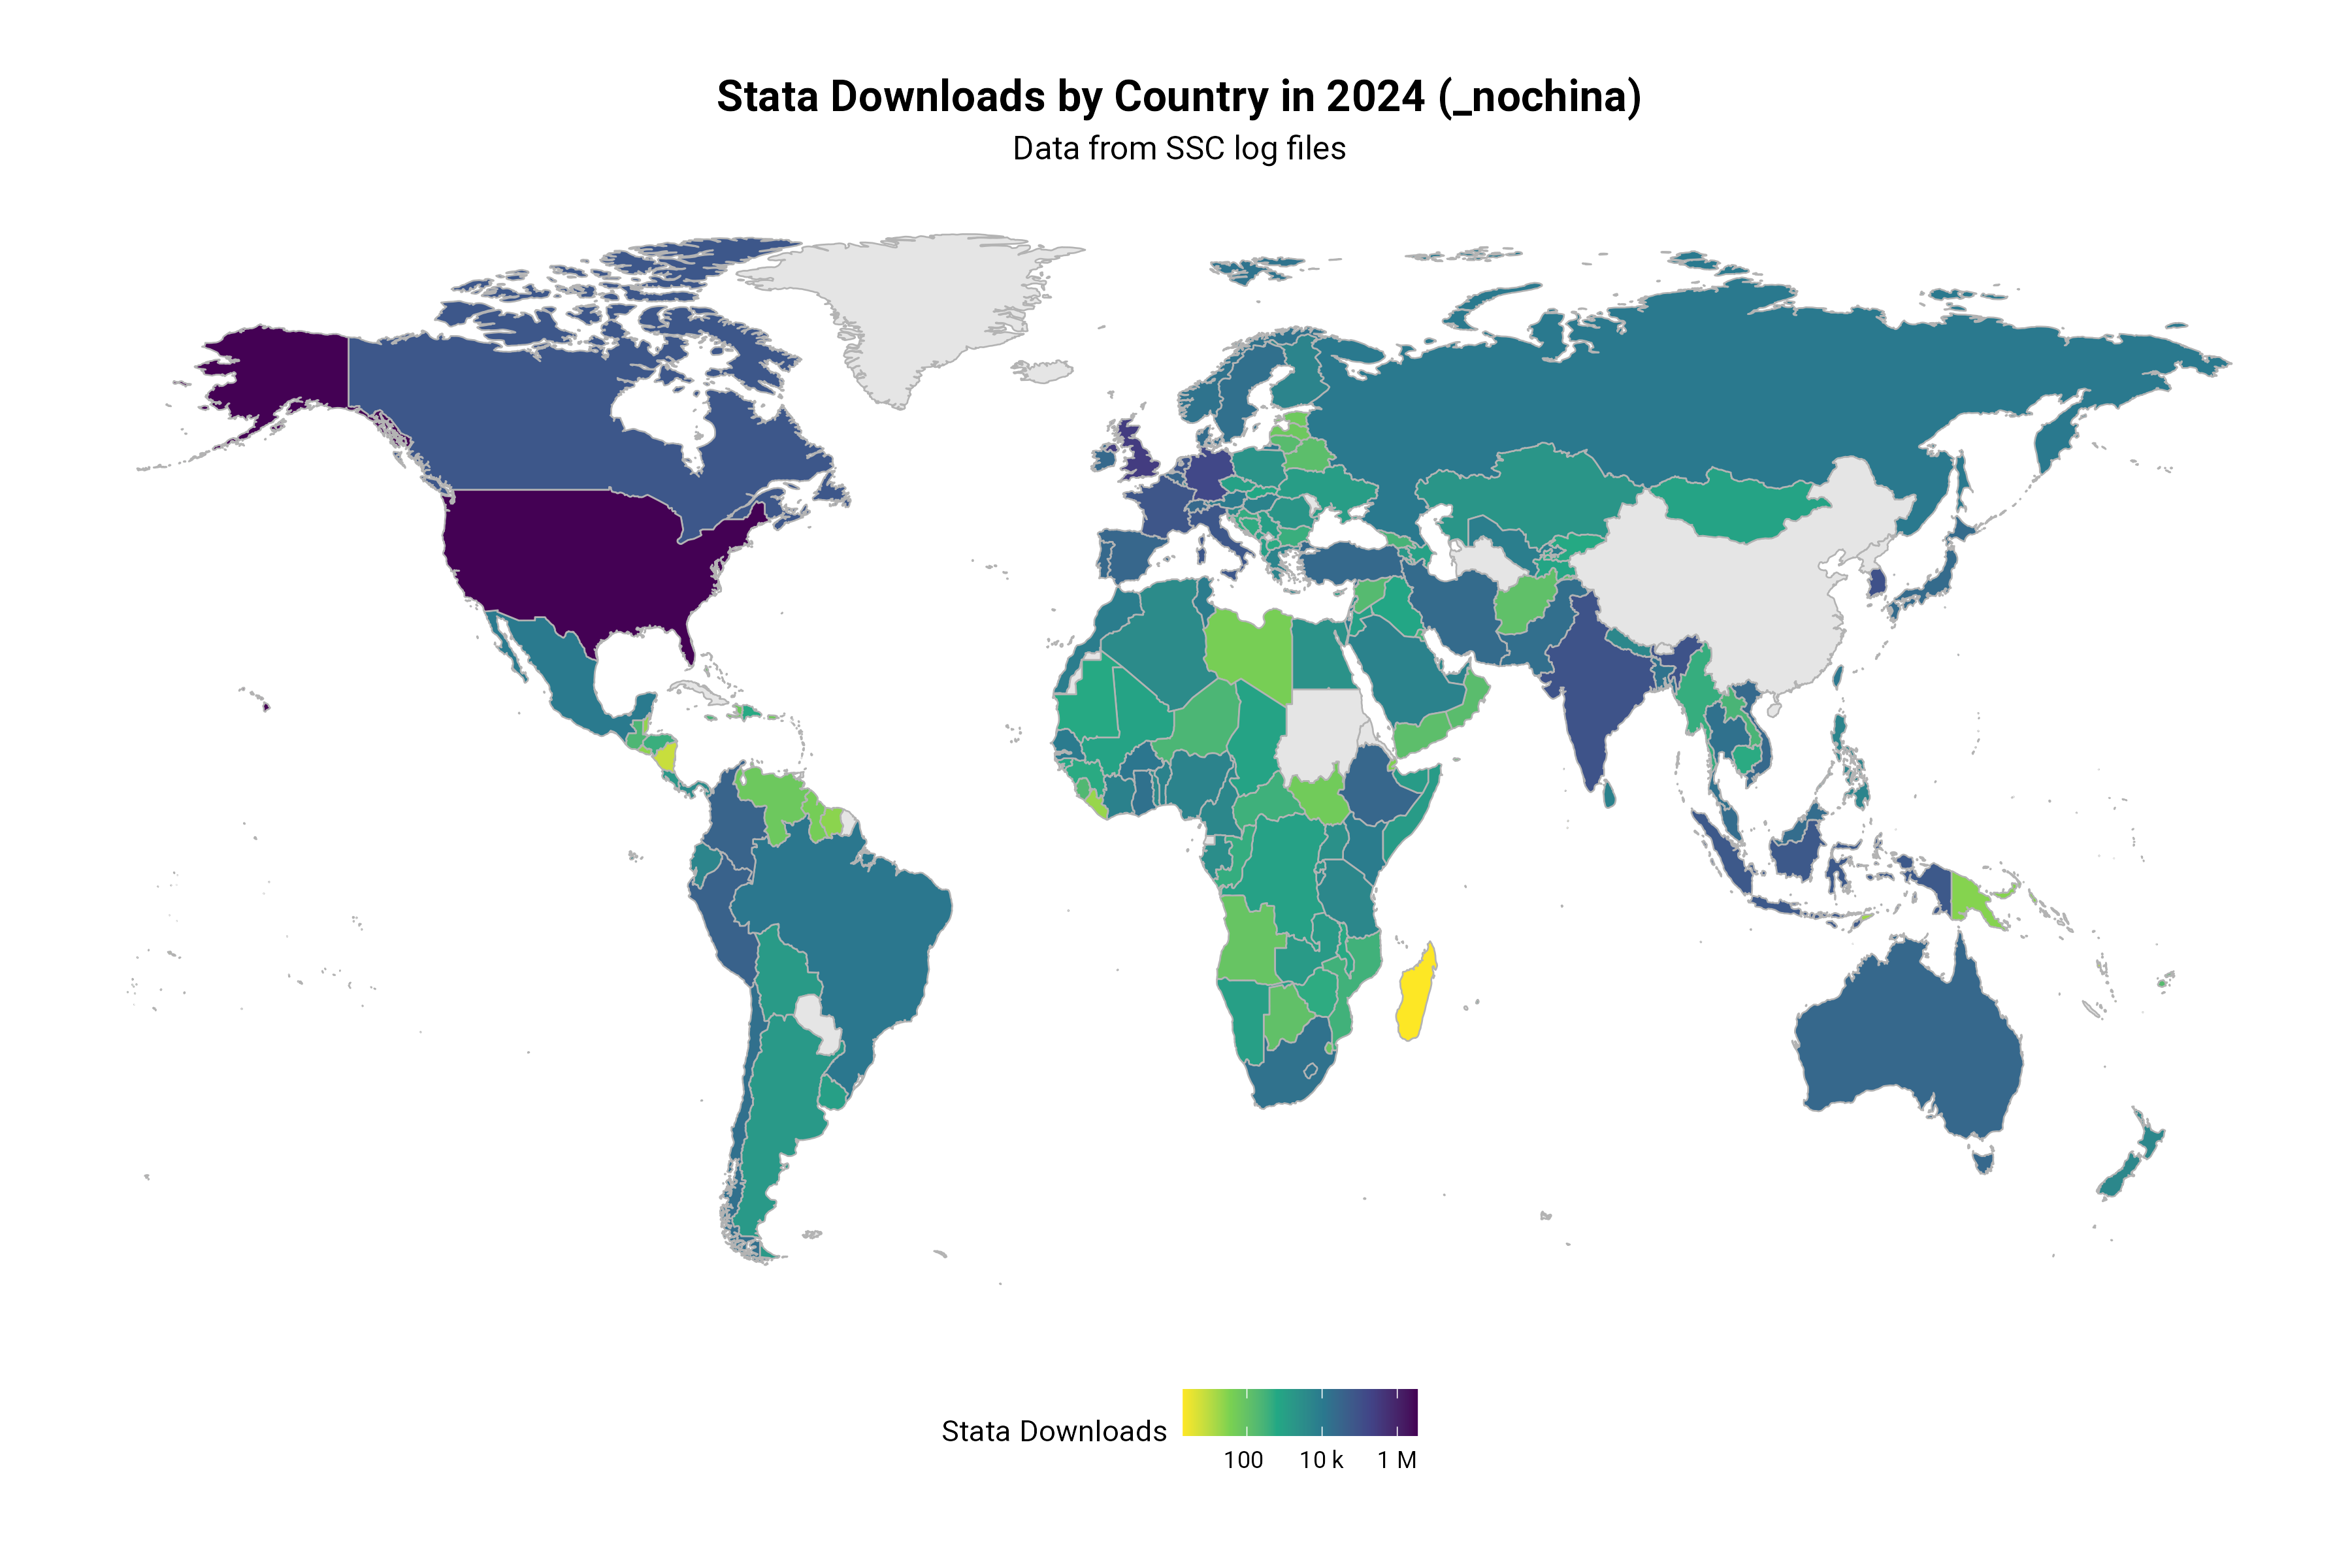 Stata Downloads by Country in 2024 (_nochina)
Data from SSC log files
Stata Downloads
100 10 k 1 M